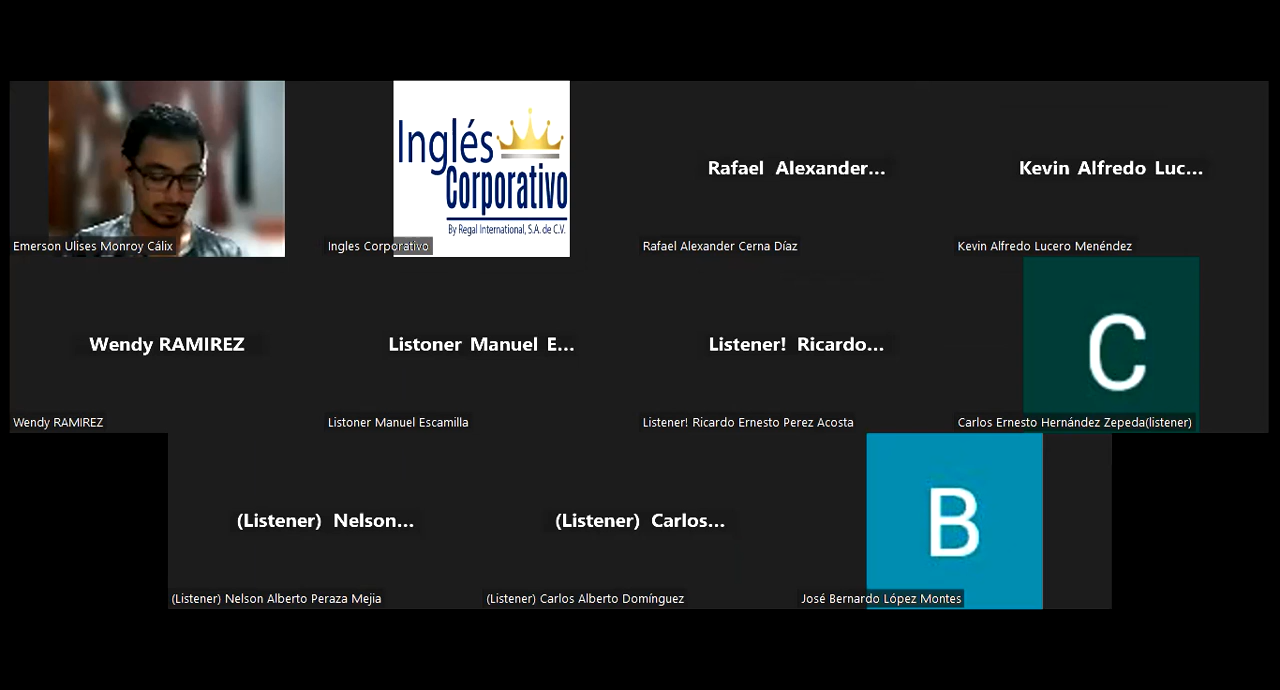 Emerson Ulises Monroy Cálix
Inglés
Corporativo
By Regal International, S.A. de C.V.
Ingles Corporativo
Rafael Alexander...
Rafael Alexander Cerna Díaz
Kevin Alfredo Luc...
Kevin Alfredo Lucero Menéndez
Wendy RAMIREZ
Wendy RAMIREZ
Listoner Manuel E...
Listoner Manuel Escamilla
Listener! Ricardo...
Listener! Ricardo Ernesto Perez Acosta
C
Carlos Ernesto Hernández Zepeda(listener)
(Listener) Nelson...
(Listener) Nelson Alberto Peraza Mejia
(Listener) Carlos...
(Listener) Carlos Alberto Domínguez
B
José Bernardo López Montes